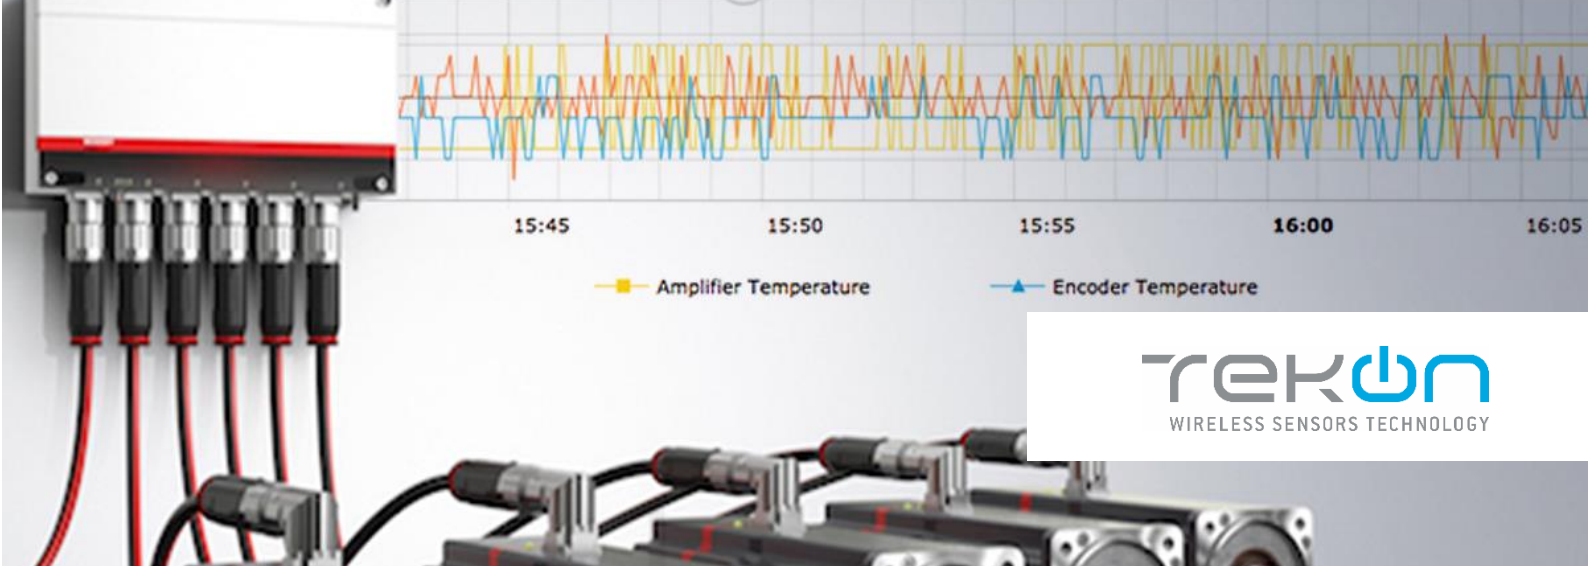 15:45 15:50 15:55 16:00 16:05
Amplifier Temperature Encoder Temperature
TEKON
WIRELESS SENSORS TECHNOLOGY